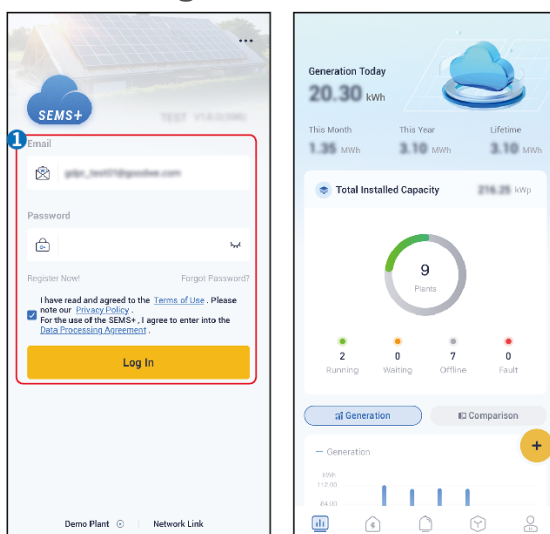 ...
SEMS+
1
Email
Password
Register Now!
Forgot Password?
I have read and agreed to the Terms of Use . Please
note our Privacy Policy .
For the use of the SEMS+ , I agree to enter into the
Data Processing Agreement .
Log In
Demo Plant
Network Link
Generation Today
20.30 kWh
This Month
This Year
Lifetime
1.35 MWh
3.10 MWh
3.10 MWh
Total Installed Capacity
216.25 kWp
9
Plants
2
0
7
0
Running
Waiting
Offline
Fault
Generation
Comparison
+
Generation
kWh
112.00
84.00